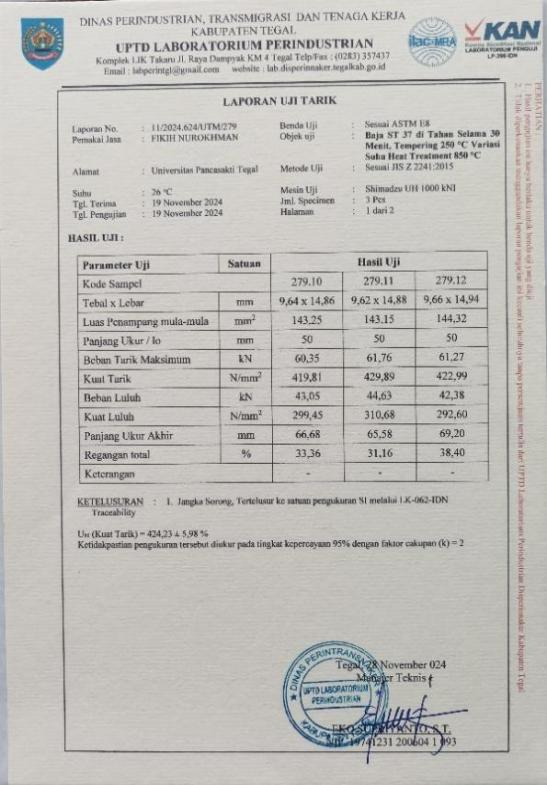 DINAS PERINDUSTRIAN, TRANSMIGRASI DAN TENAGA KERJA
KABUPATEN TEGAL
UPTD LABORATORIUM PERINDUSTRIAN
Komplek LIK Takaru Jl. Raya Dampyak KM 4 Tegal Telp/Fax : (0283) 357437
Email : labperintgl@gmail.com website : lab.disperinnaker.tegalkab.go.id
ilac-MRA
KAN
Komite Akreditasi Nasional
LABORATORIUM PENGUJI
LP-398-IDN
LAPORAN UJI TARIK
Laporan No. : 11/2024.624/UTM/279
Pemakai Jasa : FIKIH NUROKHMAN
Alamat : Universitas Pancasakti Tegal
Suhu : 26 °C
Tgl. Terima : 19 November 2024
Tgl. Pengujian : 19 November 2024
Benda Uji : Sesuai ASTM E8
Objek uji : Baja ST 37 di Tahan Selama 30
Menit, Tempering 250 °C Variasi
Suhu Heat Treatment 850 °C
Metode Uji : Sesuai JIS Z 2241:2015
Mesin Uji : Shimadzu UH 1000 kNI
Jml. Specimen : 3 Pcs
Halaman : 1 dari 2
HASIL UJI :
Parameter Uji Satuan Hasil Uji
Kode Sampel 279.10 279.11 279.12
Tebal x Lebar mm 9,64 x 14,86 9,62 x 14,88 9,66 x 14,94
Luas Penampang mula-mula mm² 143,25 143,15 144,32
Panjang Ukur / lo mm 50 50 50
Beban Tarik Maksimum kN 60,35 61,76 61,27
Kuat Tarik N/mm² 419,81 429,89 422,99
Beban Luluh kN 43,05 44,63 42,38
Kuat Luluh N/mm² 299,45 310,68 292,60
Panjang Ukur Akhir mm 66,68 65,58 69,20
Regangan total % 33,36 31,16 38,40
Keterangan - - -
KETELUSURAN : 1. Jangka Sorong, Tertelusur ke satuan pengukuran SI melalui LK-062-IDN
Traceability
U₉₅ (Kuat Tarik) = 424,23 ± 5,98 %
Ketidakpastian pengukuran tersebut diukur pada tingkat kepercayaan 95% dengan faktor cakupan (k) = 2
Tegal, 28 November 024
Manajer Teknis
DINAS PERINTRANSNAKER
UPTD LABORATORIUM
PERINDUSTRIAN
NIP. 19741231 200604 1 093
PERHATIAN :
1. Hasil pengujian ini hanya berlaku untuk benda uji yang diuji
2. Tidak diperkenankan menggandakan laporan pengujian ini kecuali seluruhnya tanpa persetujuan tertulis dari UPTD Laboratorium Perindustrian Disperinnaker Kabupaten Tegal